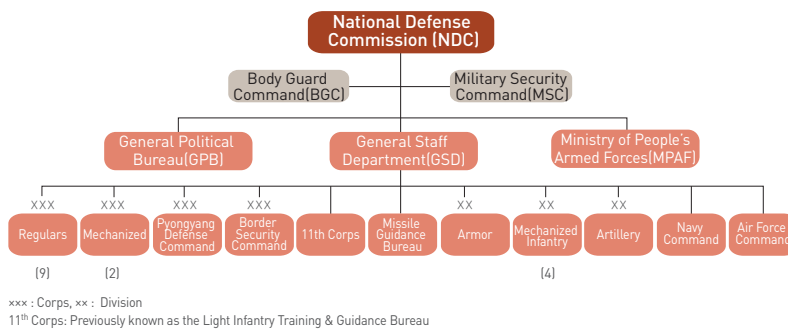 National Defense
Commission (NDC)
Body Guard
Command(BGC)
Military Security
Command(MSC)
General Political
Bureau(GPB)
General Staff
Department(GSD)
Ministry of People's
Armed Forces(MPAF)
XXX
XXX
XXX
XXX
XX
XX
XX
Regulars
Mechanized
Pyongyang
Defense
Command
Border
Security
Command
11th Corps
Missile
Guidance
Bureau
Armor
Mechanized
Infantry
Artillery
Navy
Command
Air Force
Command
(9)
(2)
(4)
××× : Corps, ×× : Division
11th Corps: Previously known as the Light Infantry Training & Guidance Bureau